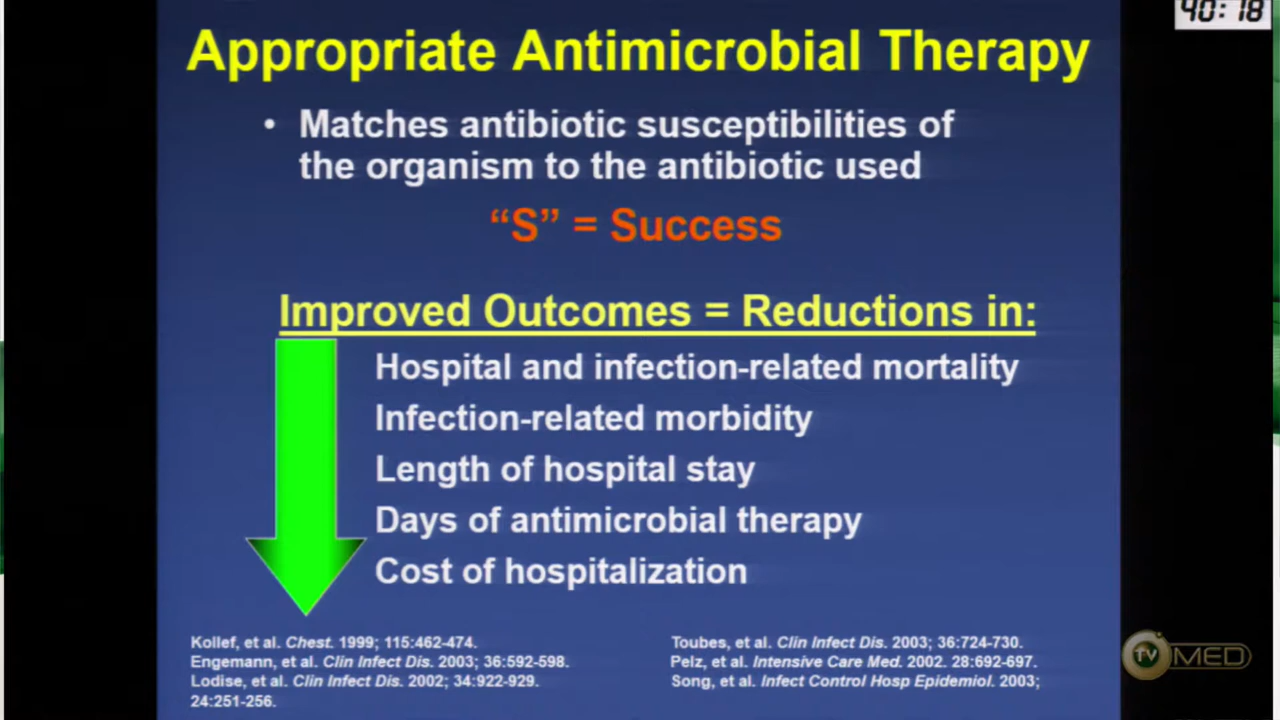 40:18
Appropriate Antimicrobial Therapy
• Matches antibiotic susceptibilities of
the organism to the antibiotic used
“S” = Success
Improved Outcomes = Reductions in:
Hospital and infection-related mortality
Infection-related morbidity
Length of hospital stay
Days of antimicrobial therapy
Cost of hospitalization
Kollef, et al. Chest. 1999; 115:462-474.
Engemann, et al. Clin Infect Dis. 2003; 36:592-598.
Lodise, et al. Clin Infect Dis. 2002; 34:922-929.
24:251-256.
Toubes, et al. Clin Infect Dis. 2003; 36:724-730.
Pelz, et al. Intensive Care Med. 2002. 28:692-697.
Song, et al. Infect Control Hosp Epidemiol. 2003;
TV MED